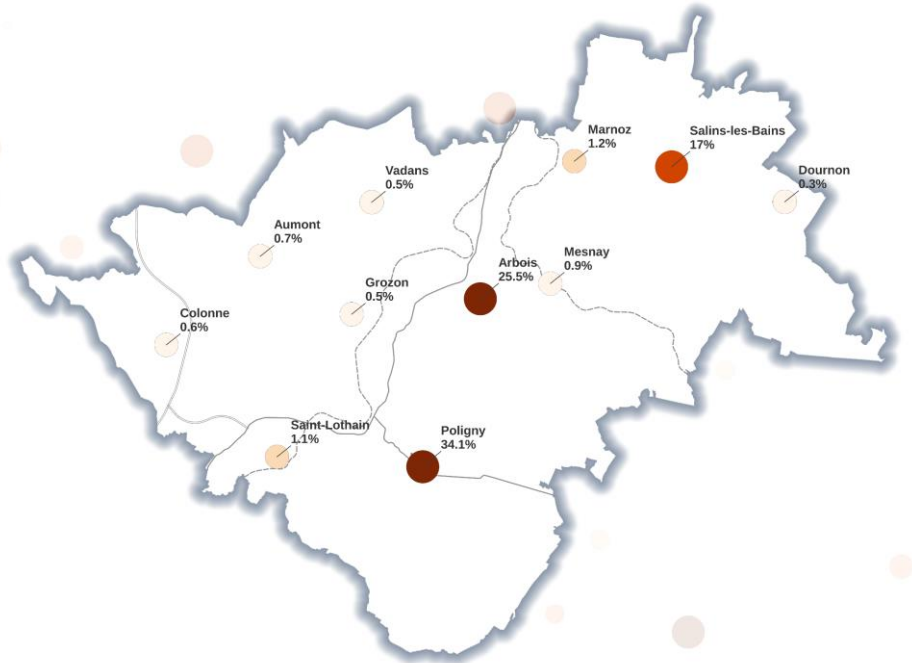 Marnoz
1.2%
Salins-les-Bains
17%
Vadans
0.5%
Dournon
0.3%
Aumont
0.7%
Arbois
25.5%
Mesnay
0.9%
Grozon
0.5%
Colonne
0.6%
Saint-Lothain
1.1%
Poligny
34.1%